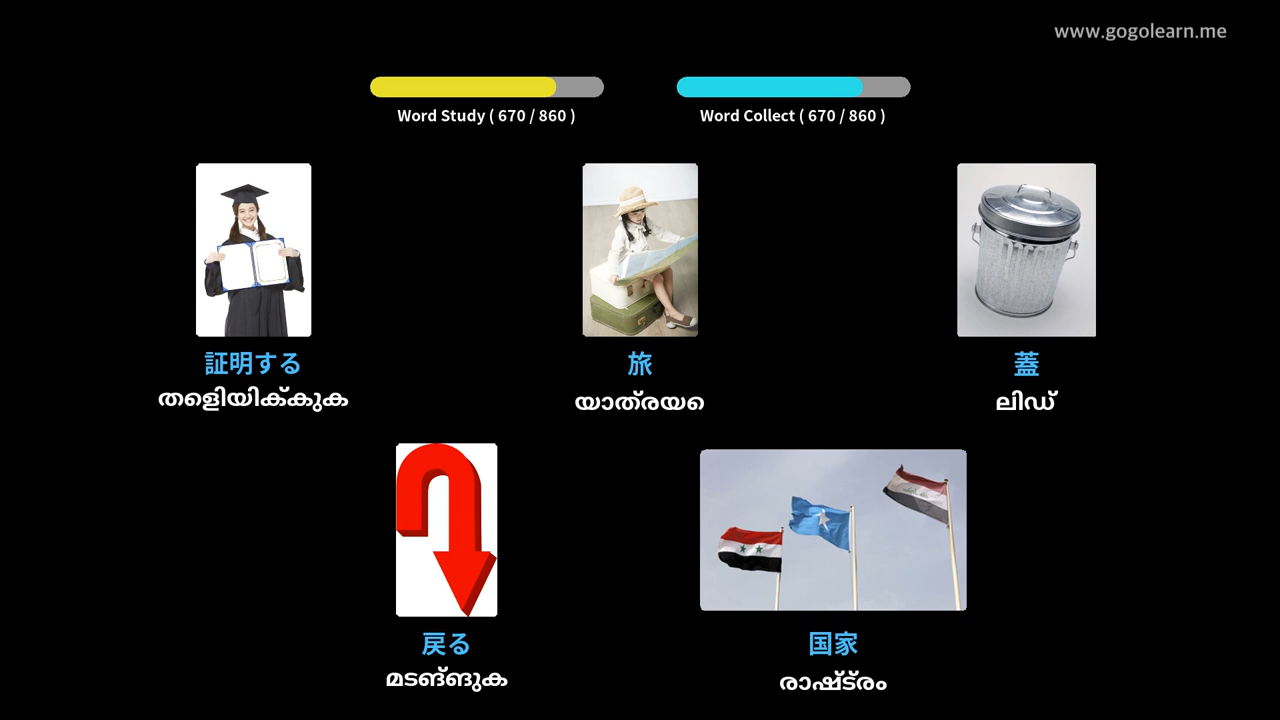 www.gogolearn.me
Word Study ( 670 / 860 )
Word Collect ( 670 / 860 )
証明する
തെളിയിക്കുക
旅
യാത്രയെ
蓋
ലിഡ്
戻る
മടങ്ങുക
国家
രാഷ്ട്രം